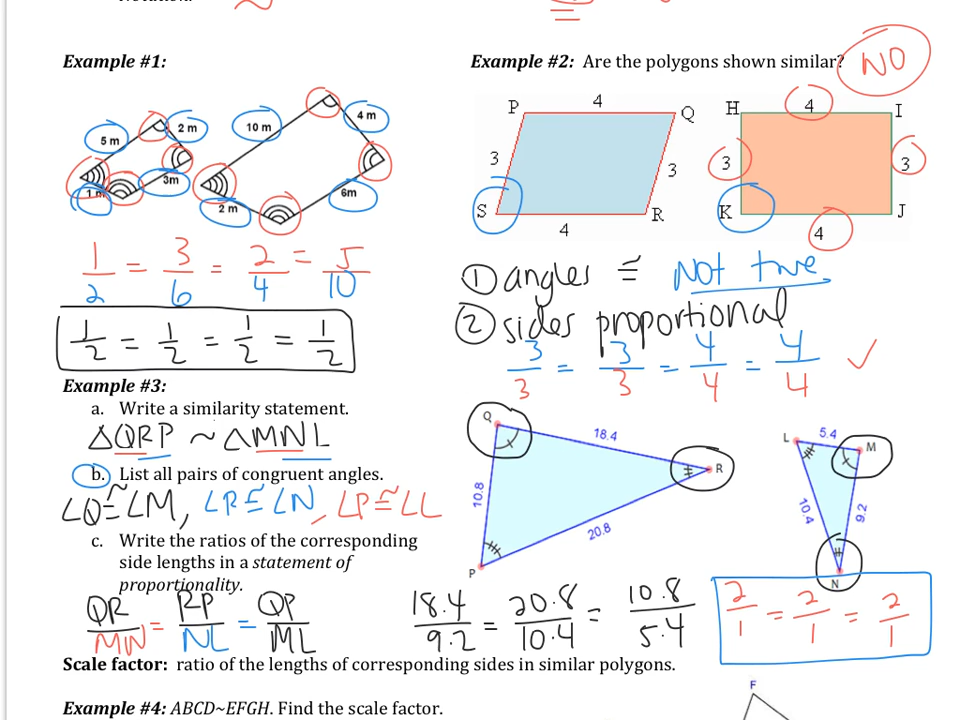 Example #1:
5 m
2 m
1 m
3m
10 m
4 m
2 m
6m
1/2 = 3/6 = 2/4 = 5/10
1/2 = 1/2 = 1/2 = 1/2
Example #2: Are the polygons shown similar?
NO
P 4 Q
3 3
S 4 R
H 4 I
3 3
K 4 J
① angles ≅ Not true
② sides proportional
3/3 = 3/3 = 4/4 = 4/4 ✓
Example #3:
a. Write a similarity statement.
△QRP ~ △MNL
b. List all pairs of congruent angles.
∠Q≅∠M, ∠R≅∠N, ∠P≅∠L
c. Write the ratios of the corresponding
side lengths in a statement of
proportionality.
QR/MN = RP/NL = QP/ML
Q
18.4
R
10.8
20.8
P
L 5.4 M
10.4 9.2
N
18.4/9.2 = 20.8/10.4 = 10.8/5.4
2/1 = 2/1 = 2/1
Scale factor: ratio of the lengths of corresponding sides in similar polygons.
Example #4: ABCD~EFGH. Find the scale factor.
F